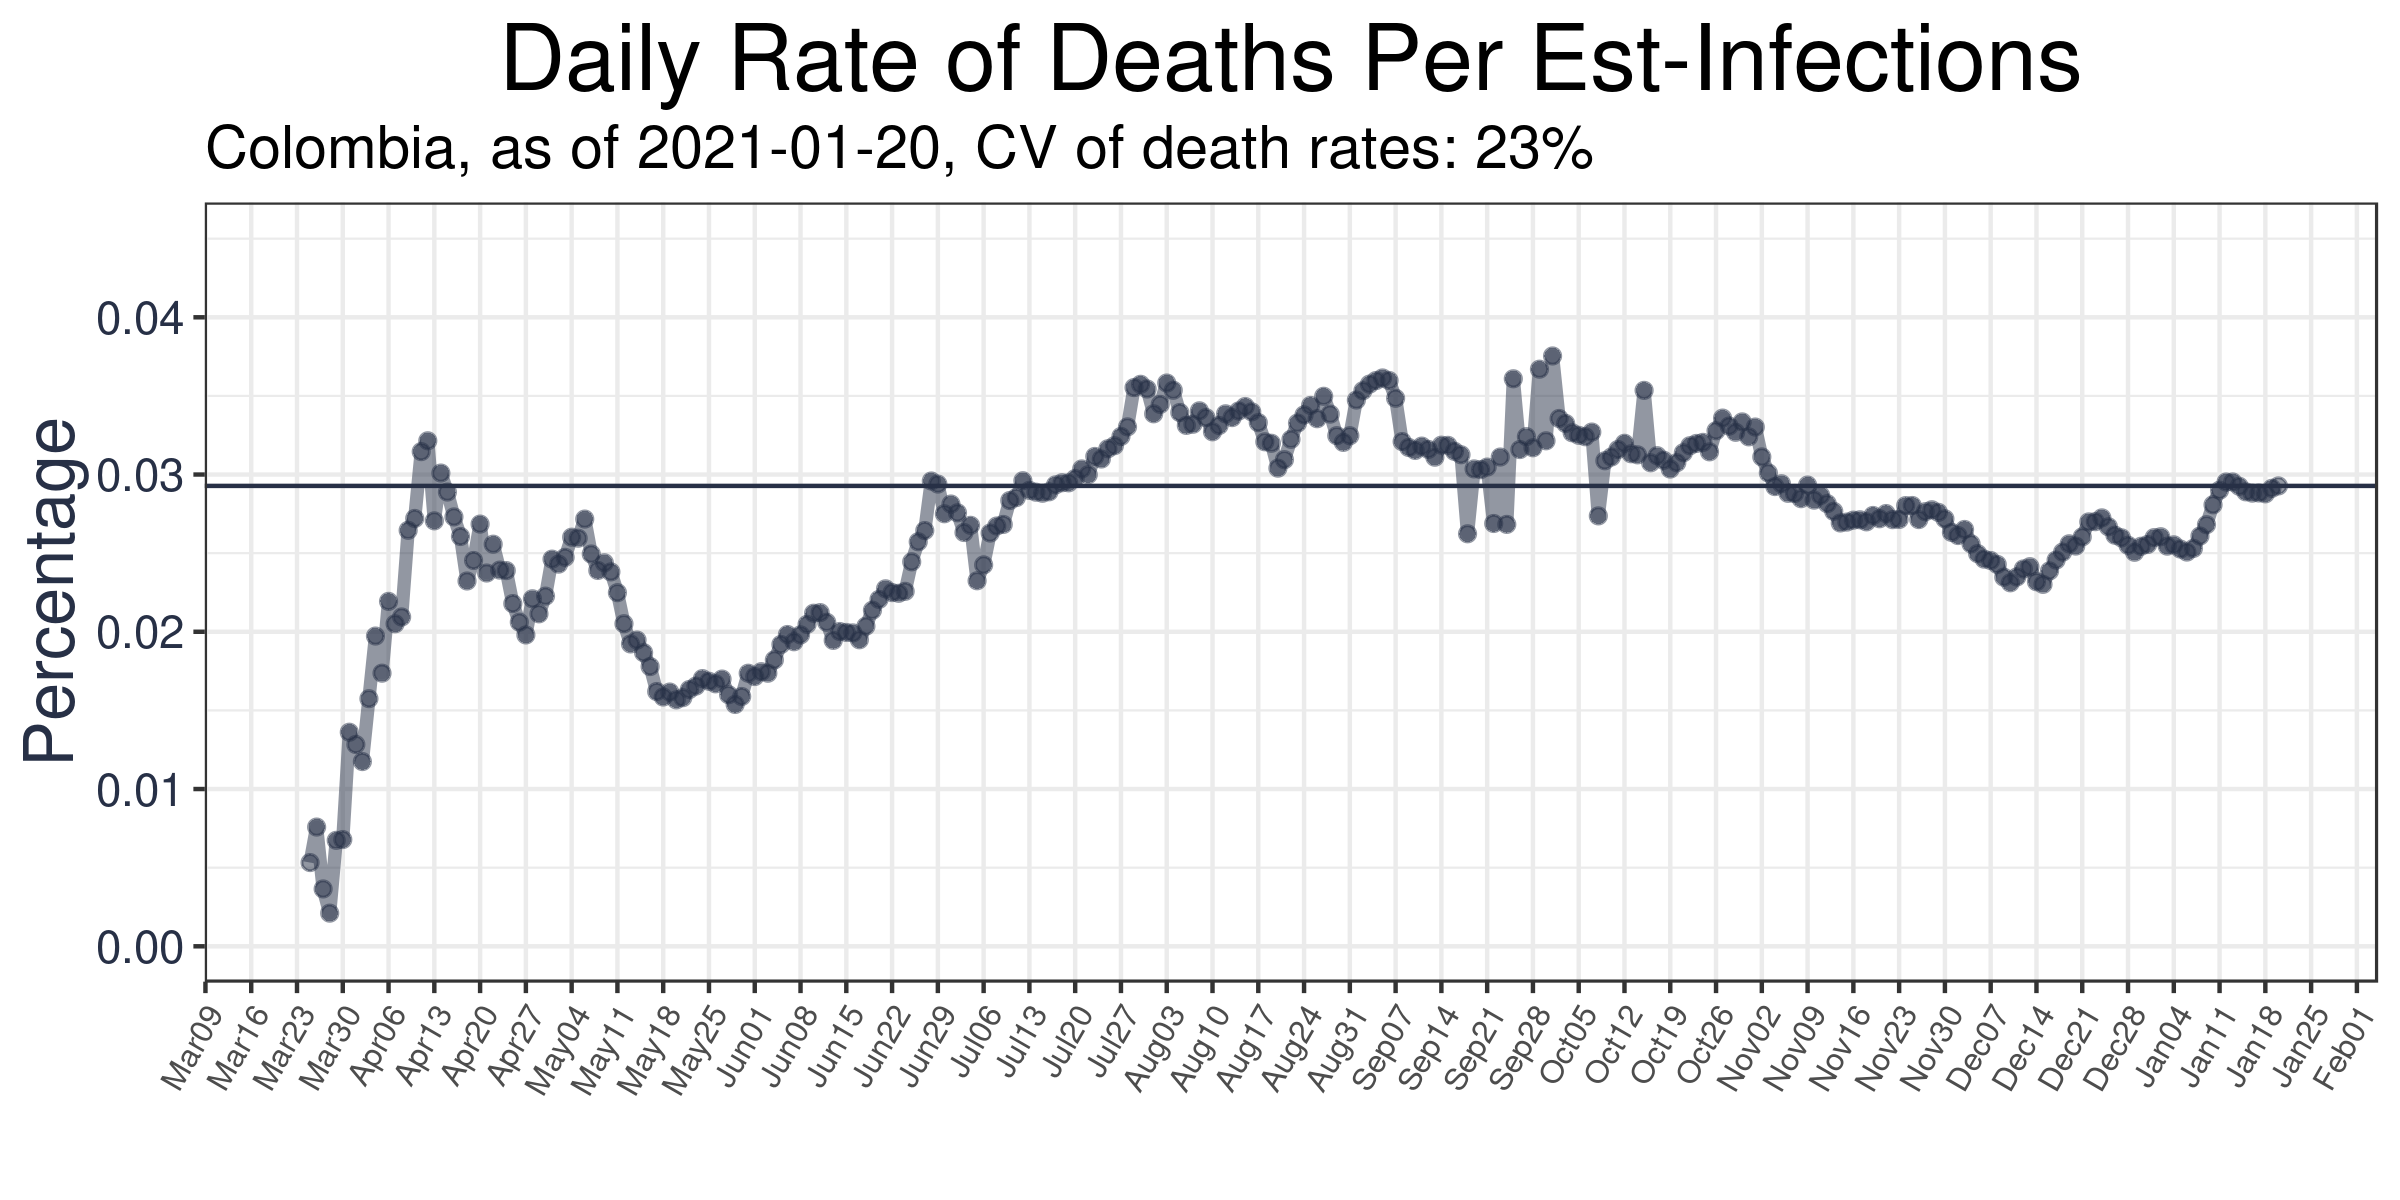 Daily Rate of Deaths Per Est-Infections
Colombia, as of 2021-01-20, CV of death rates: 23%
Percentage
0.04
0.03
0.02
0.01
0.00
Mar09 Mar16 Mar23 Mar30 Apr06 Apr13 Apr20 Apr27 May04 May11 May18 May25 Jun01 Jun08 Jun15 Jun22 Jun29 Jul06 Jul13 Jul20 Jul27 Aug03 Aug10 Aug17 Aug24 Aug31 Sep07 Sep14 Sep21 Sep28 Oct05 Oct12 Oct19 Oct26 Nov02 Nov09 Nov16 Nov23 Nov30 Dec07 Dec14 Dec21 Dec28 Jan04 Jan11 Jan18 Jan25 Feb01